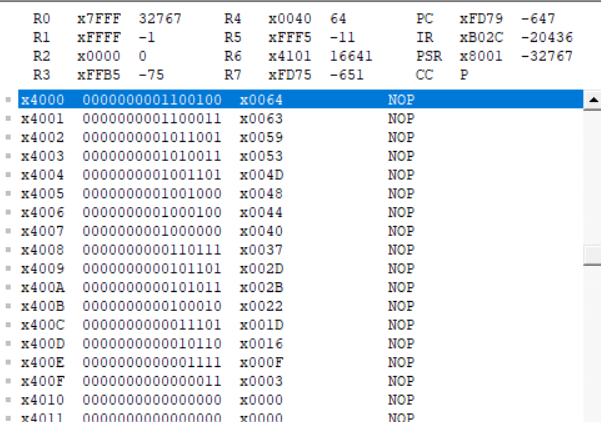 R0 x7FFF 32767 R4 x0040 64 PC xFD79 -647
R1 xFFFF -1 R5 xFFF5 -11 IR xB02C -20436
R2 x0000 0 R6 x4101 16641 PSR x8001 -32767
R3 xFFB5 -75 R7 xFD75 -651 CC P
x4000 0000000001100100 x0064 NOP
x4001 0000000001100011 x0063 NOP
x4002 0000000001011001 x0059 NOP
x4003 0000000001010011 x0053 NOP
x4004 0000000001001101 x004D NOP
x4005 0000000001001000 x0048 NOP
x4006 0000000001000100 x0044 NOP
x4007 0000000001000000 x0040 NOP
x4008 0000000000110111 x0037 NOP
x4009 0000000000101101 x002D NOP
x400A 0000000000101011 x002B NOP
x400B 0000000000100010 x0022 NOP
x400C 0000000000011101 x001D NOP
x400D 0000000000010110 x0016 NOP
x400E 0000000000001111 x000F NOP
x400F 0000000000000011 x0003 NOP
x4010 0000000000000000 x0000 NOP
x4011 0000000000000000 x0000 NOP